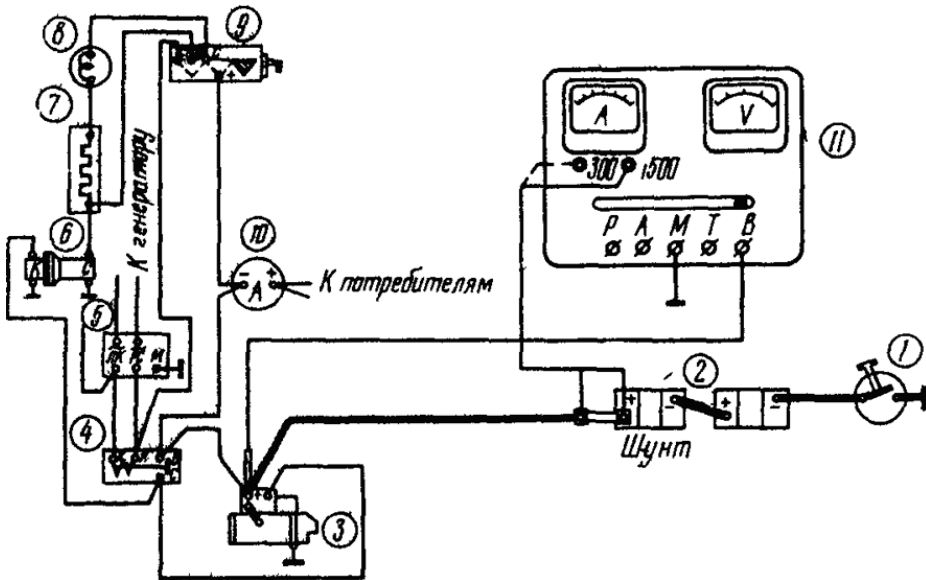 8
9
7
К генератору
6
5
4
10
- +
A
К потребителям
A
V
11
300 1500
Р А М Т В
2
1
+ - + -
Шунт
3
+